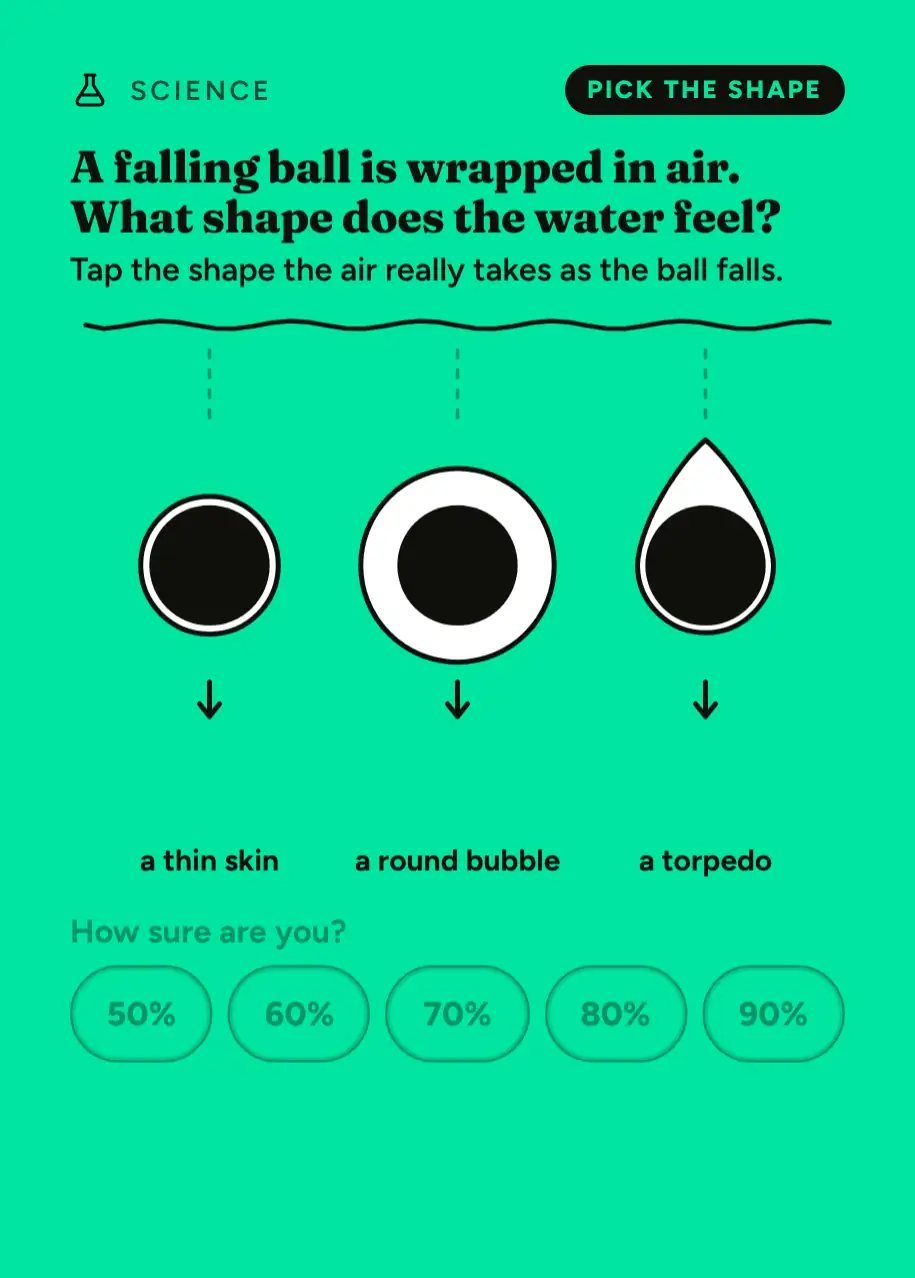 SCIENCE
PICK THE SHAPE
A falling ball is wrapped in air.
What shape does the water feel?
Tap the shape the air really takes as the ball falls.
a thin skin
a round bubble
a torpedo
How sure are you?
50%
60%
70%
80%
90%